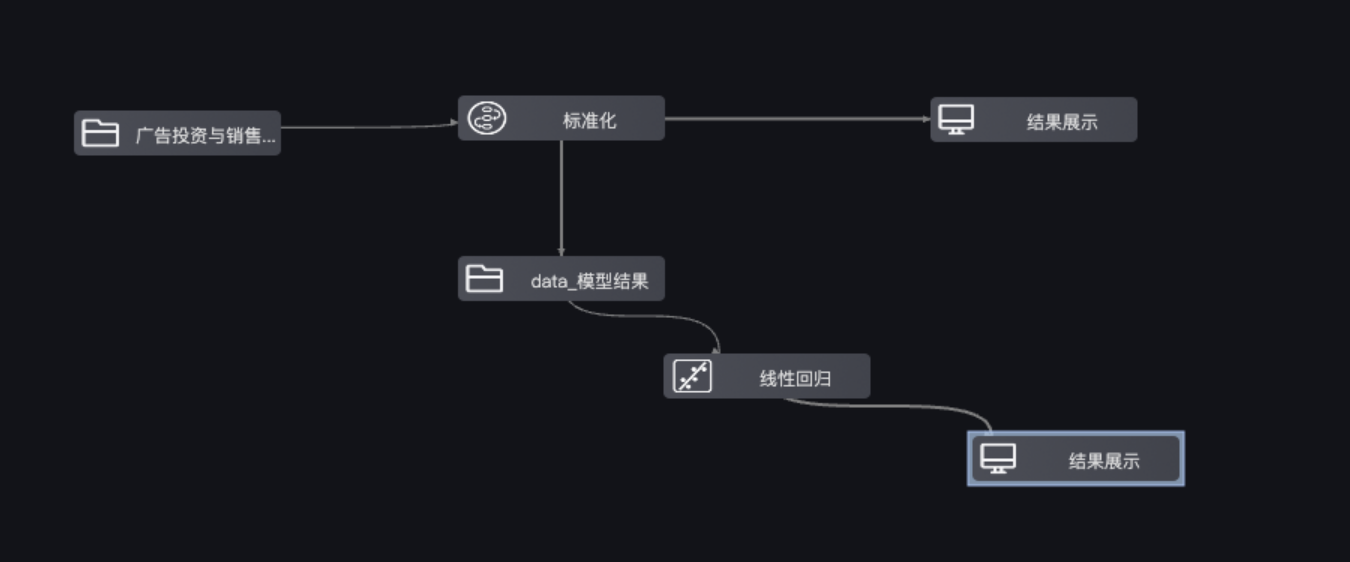 广告投资与销售...
标准化
结果展示
data_模型结果
线性回归
结果展示